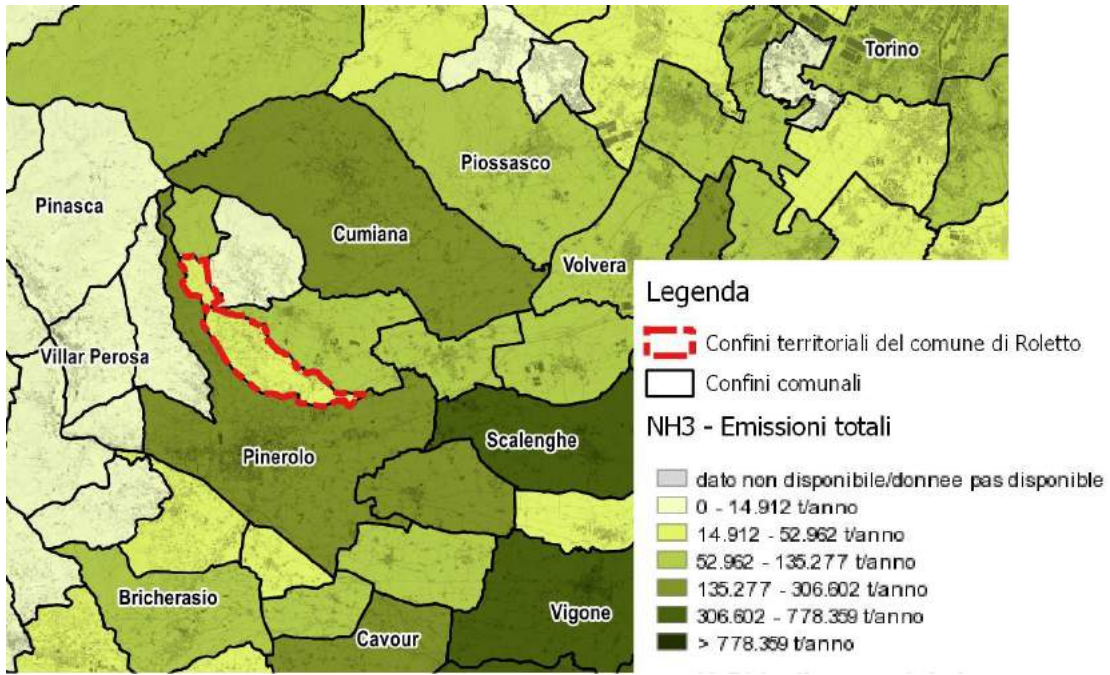 Torino
Piossasco
Pinasca
Cumiana
Volvera
Villar Perosa
Scalenghe
Pinerolo
Bricherasio
Vigone
Cavour
Legenda
Confini territoriali del comune di Roletto
Confini comunali
NH3 - Emissioni totali
dato non disponibile/donnee pas disponible
0 - 14.912 t/anno
14.912 - 52.962 t/anno
52.962 - 135.277 t/anno
135.277 - 306.602 t/anno
306.602 - 778.359 t/anno
> 778.359 t/anno